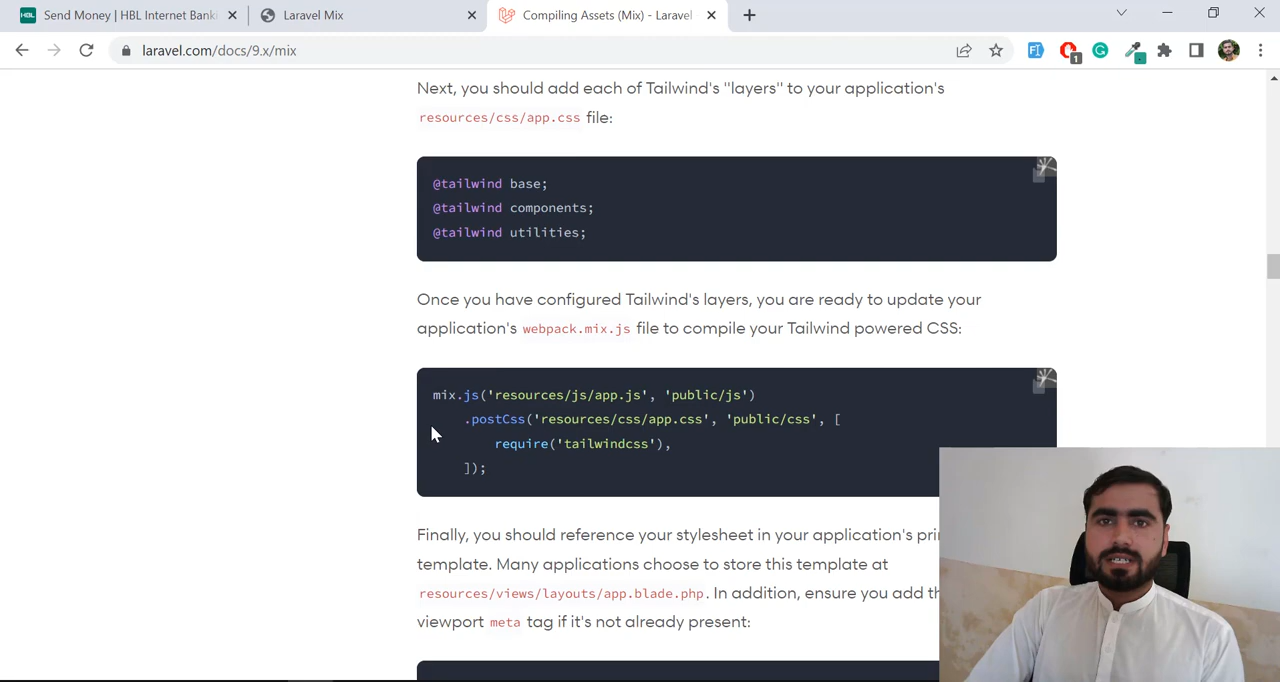 HBL
Send Money | HBL Internet Banki
Laravel Mix
Compiling Assets (Mix) - Laravel
laravel.com/docs/9.x/mix
1
Next, you should add each of Tailwind's "layers" to your application's
resources/css/app.css file:
@tailwind base;
@tailwind components;
@tailwind utilities;
Once you have configured Tailwind's layers, you are ready to update your
application's webpack.mix.js file to compile your Tailwind powered CSS:
mix.js('resources/js/app.js', 'public/js')
.postCss('resources/css/app.css', 'public/css', [
require('tailwindcss'),
]);
Finally, you should reference your stylesheet in your application's pri
template. Many applications choose to store this template at
resources/views/layouts/app.blade.php. In addition, ensure you add th
viewport meta tag if it's not already present: